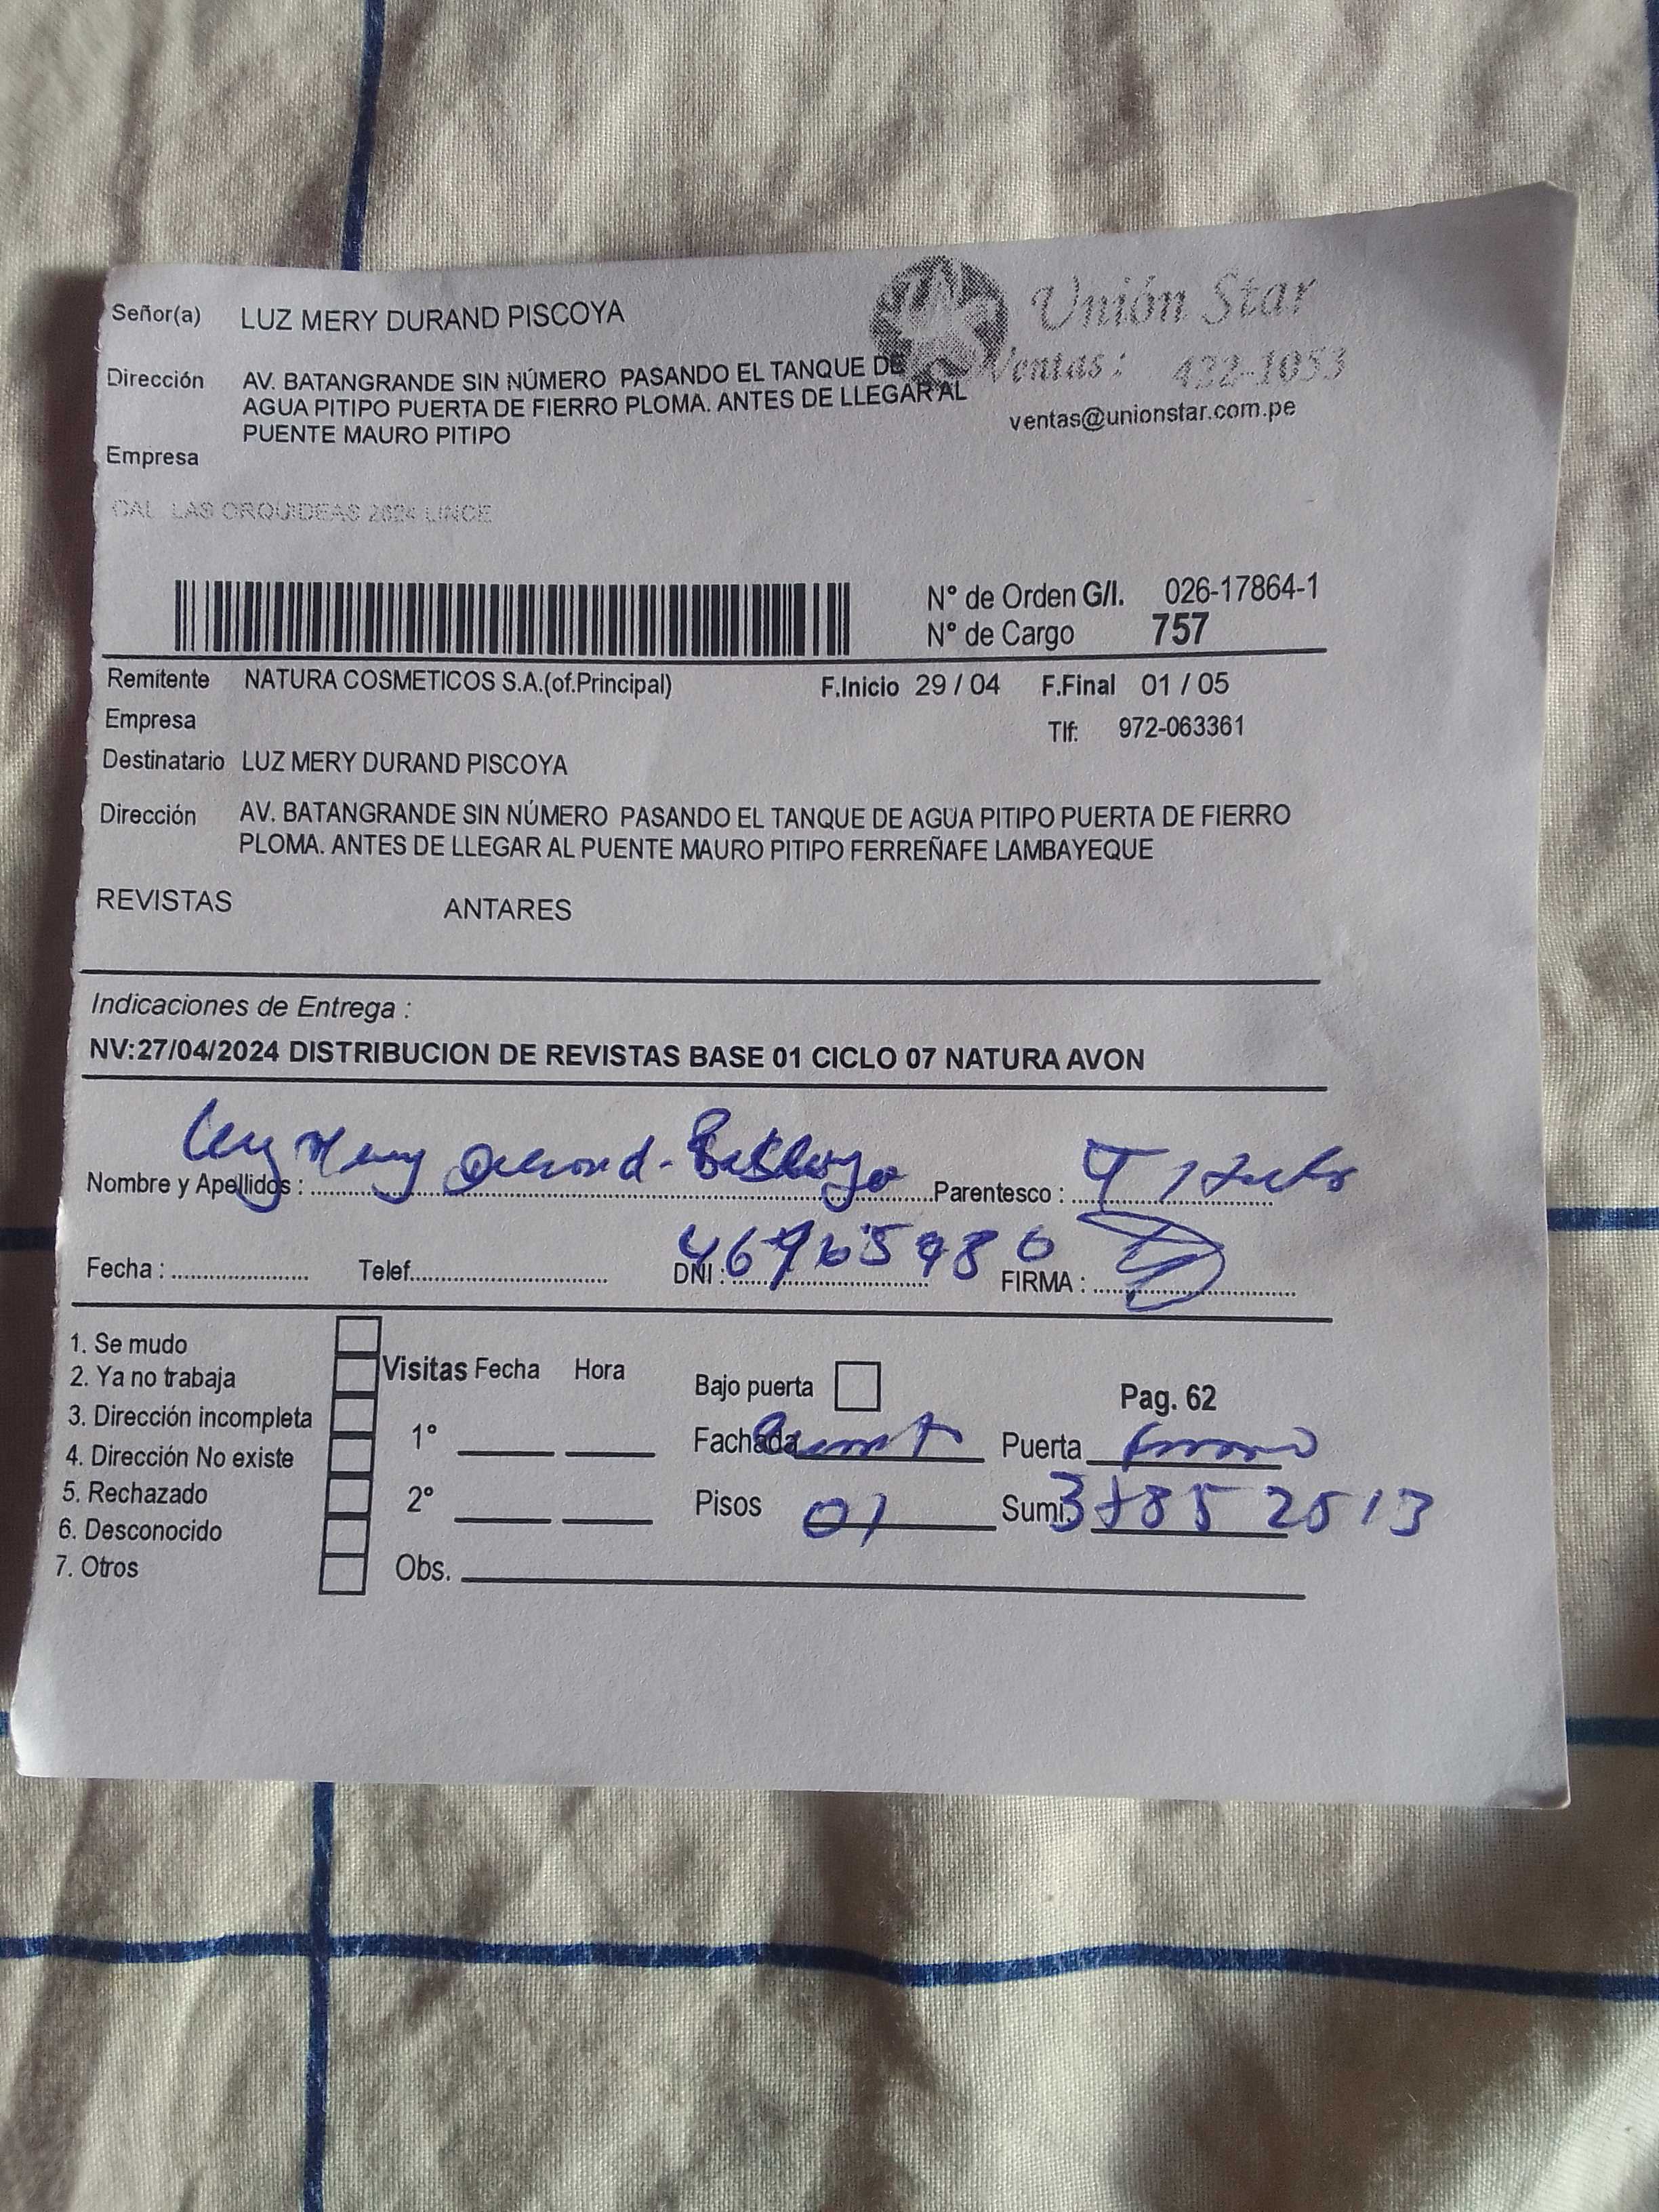 Señor(a) LUZ MERY DURAND PISCOYA
Unión Star
Ventas: 422-1053
ventas@unionstar.com.pe
Dirección AV. BATANGRANDE SIN NÚMERO PASANDO EL TANQUE DE
AGUA PITIPO PUERTA DE FIERRO PLOMA. ANTES DE LLEGAR AL
PUENTE MAURO PITIPO
Empresa
CAL LAS ORQUIDEAS 2624 LINCE
N° de Orden G/I. 026-17864-1
N° de Cargo 757
Remitente NATURA COSMETICOS S.A.(of.Principal) F.Inicio 29 / 04 F.Final 01 / 05
Empresa Tlf: 972-063361
Destinatario LUZ MERY DURAND PISCOYA
Dirección AV. BATANGRANDE SIN NÚMERO PASANDO EL TANQUE DE AGUA PITIPO PUERTA DE FIERRO
PLOMA. ANTES DE LLEGAR AL PUENTE MAURO PITIPO FERREÑAFE LAMBAYEQUE
REVISTAS ANTARES
Indicaciones de Entrega :
NV:27/04/2024 DISTRIBUCION DE REVISTAS BASE 01 CICLO 07 NATURA AVON
Nombre y Apellidos : Luz Mery Durand Piscoya Parentesco :
Fecha : Telef. DNI : FIRMA :
1. Se mudo
2. Ya no trabaja
3. Dirección incompleta
4. Dirección No existe
5. Rechazado
6. Desconocido
7. Otros
Visitas Fecha Hora
1°
2°
Obs.
Bajo puerta Pag. 62
Fachada Puerta
Pisos 01 Sumi.